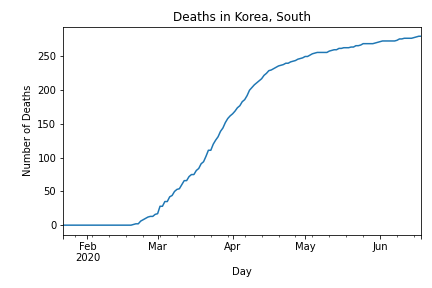 Deaths in Korea, South
Number of Deaths
250
200
150
100
50
0
Feb
2020
Mar
Apr
May
Jun
Day